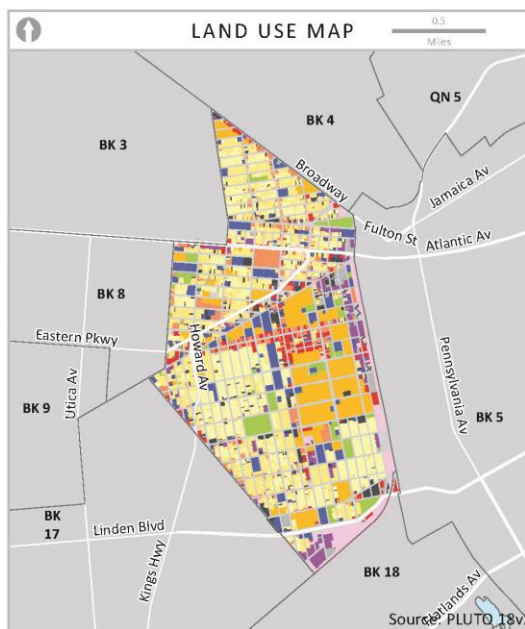 LAND USE MAP
0.5
Miles
QN 5
BK 4
BK 3
Broadway
Jamaica Av
Fulton St
Atlantic Av
BK 8
Eastern Pkwy
Howard Av
Utica Av
Pennsylvania Av
BK 9
BK 5
BK
17
Linden Blvd
Kings Hwy
BK 18
Flatlands Av
Source: PLUTO 18v